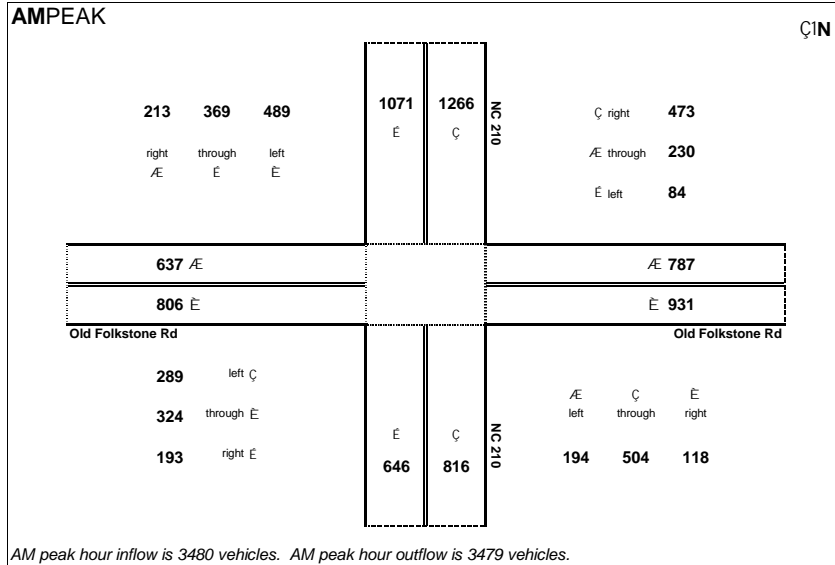 AMPEAK
Ç1N
213 369 489
right through left
Æ É È
1071 1266
É Ç
NC 210
Ç right 473
Æ through 230
É left 84
637 Æ
806 È
Old Folkstone Rd
Æ 787
È 931
Old Folkstone Rd
289 left Ç
324 through È
193 right É
É Ç
646 816
NC 210
Æ Ç È
left through right
194 504 118
AM peak hour inflow is 3480 vehicles. AM peak hour outflow is 3479 vehicles.